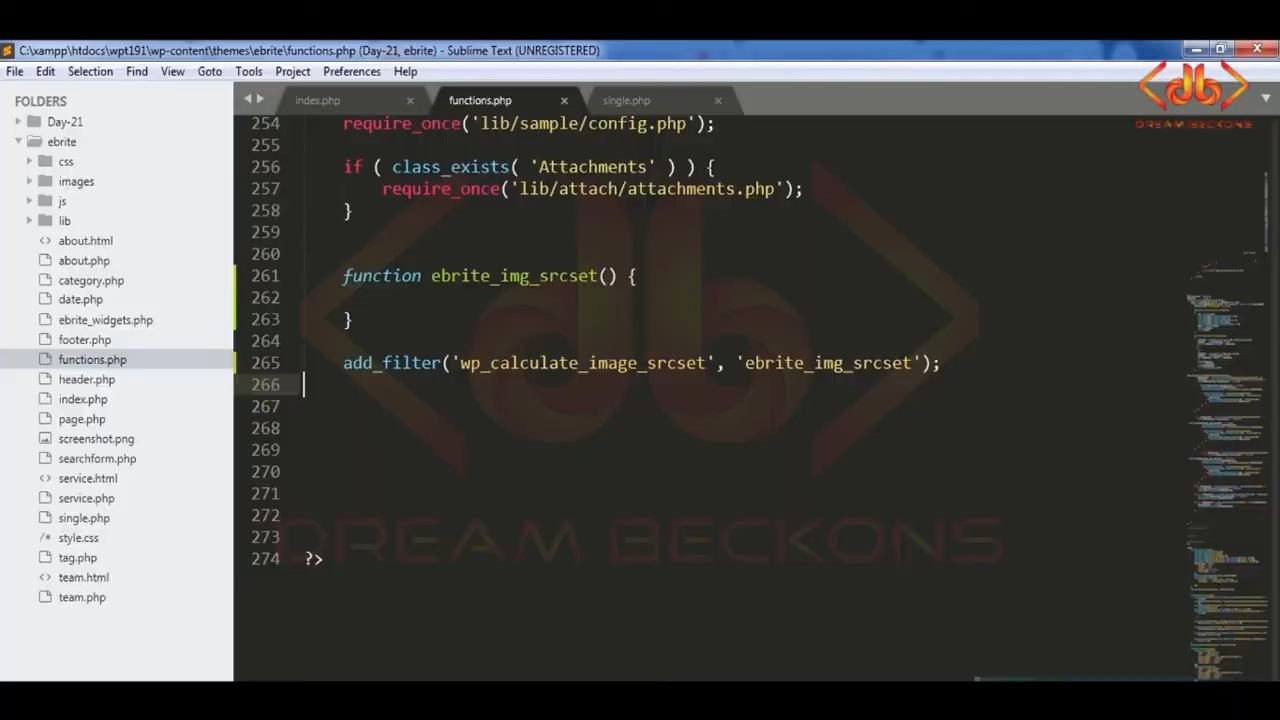 C:\xampp\htdocs\wpt191\wp-content\themes\ebrite\functions.php (Day-21, ebrite) - Sublime Text (UNREGISTERED)
File Edit Selection Find View Goto Tools Project Preferences Help
FOLDERS
Day-21
ebrite
css
images
js
lib
about.html
about.php
category.php
date.php
ebrite_widgets.php
footer.php
functions.php
header.php
index.php
page.php
screenshot.png
searchform.php
service.html
service.php
single.php
style.css
tag.php
team.html
team.php
index.php functions.php single.php
254 require_once('lib/sample/config.php');
255
256 if ( class_exists( 'Attachments' ) ) {
257 require_once('lib/attach/attachments.php');
258 }
259
260
261 function ebrite_img_srcset() {
262
263 }
264
265 add_filter('wp_calculate_image_srcset', 'ebrite_img_srcset');
266
267
268
269
270
271
272
273
274 ?>
db
DREAM BECKONS
db
DREAM BECKONS